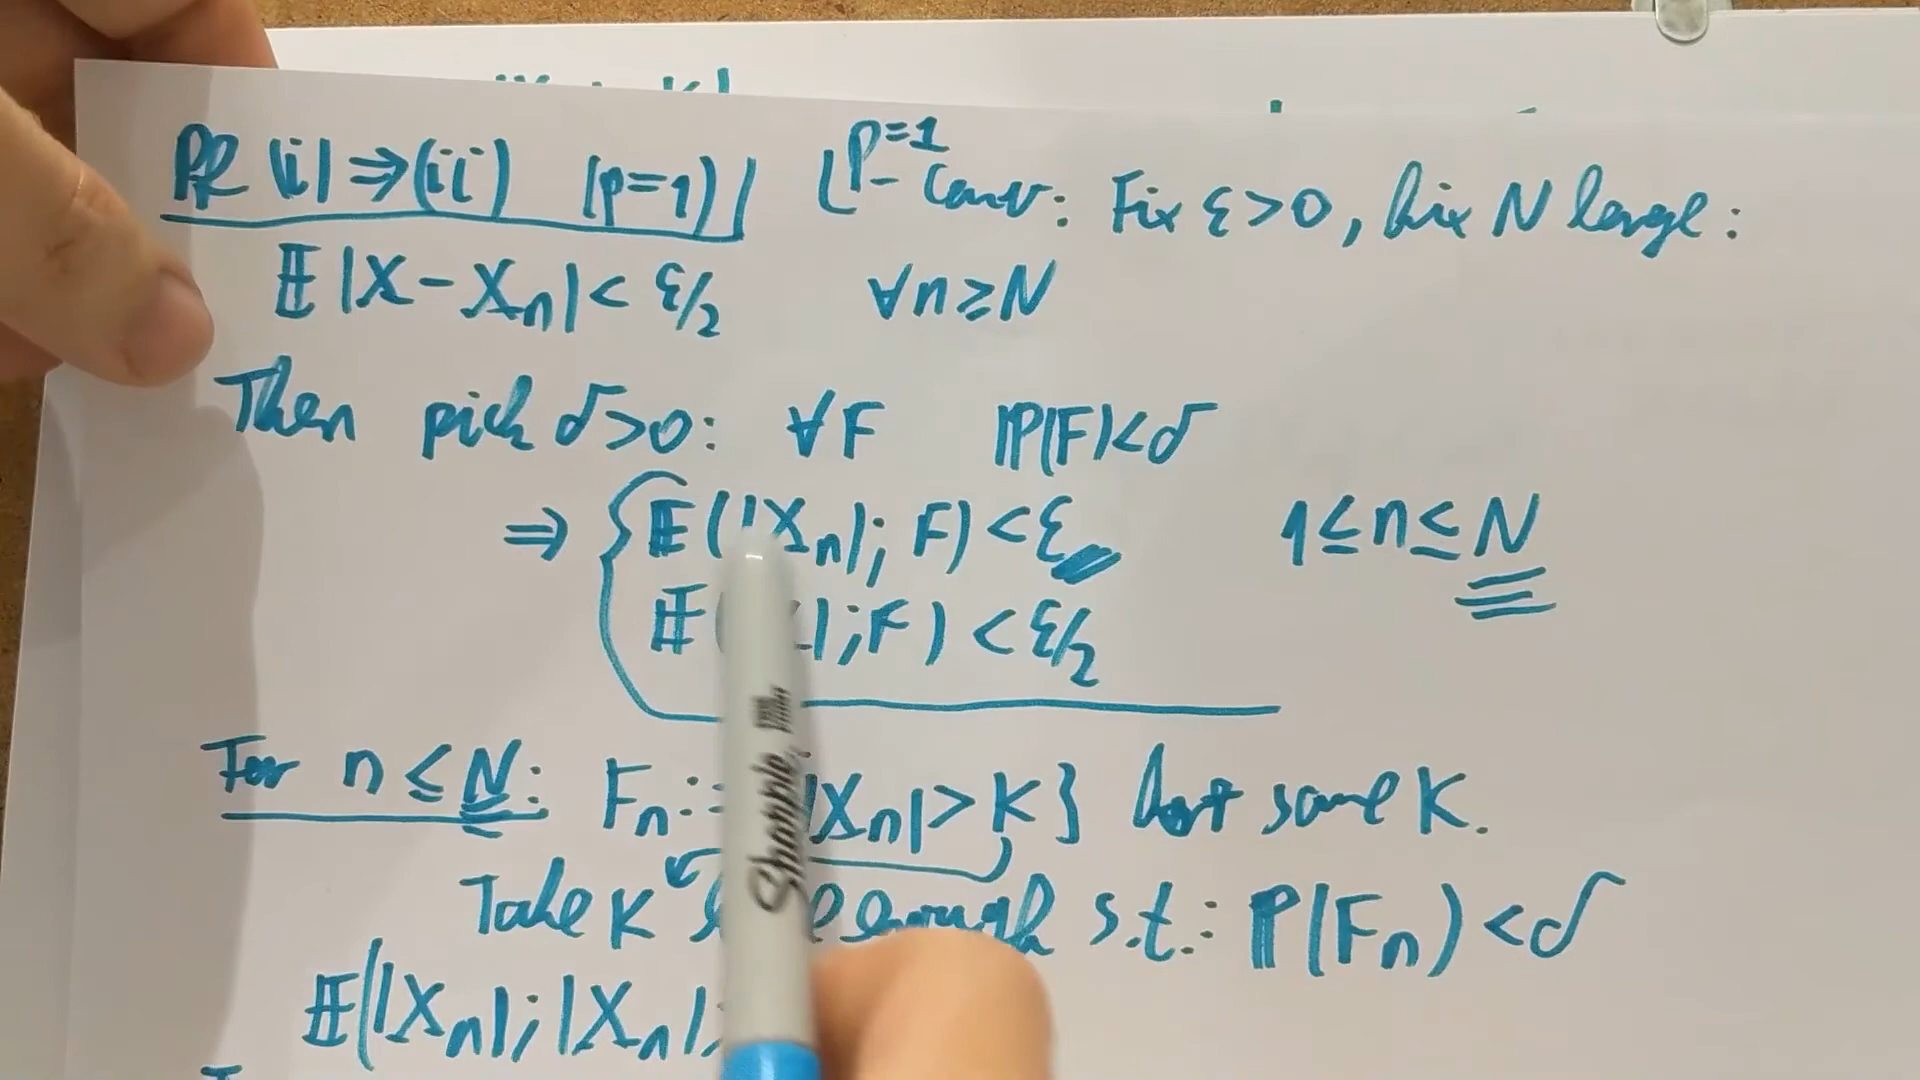 PR (i) ⇒ (ii) (p=1) L^{p=1}-conv: Fix ε>0, fix N large:
𝔼|X-Xₙ| < ε/2 ∀n≥N
Then pick δ>0: ∀F ℙ(F)<δ
⇒ { 𝔼(|Xₙ|; F) < ε 1≤n≤N
𝔼( |;F) < ε/2
For n≤N: Fₙ: |Xₙ|>K} for some K.
Take K enough s.t.: ℙ(Fₙ)<δ
𝔼(|Xₙ|; |Xₙ|
Sharpie